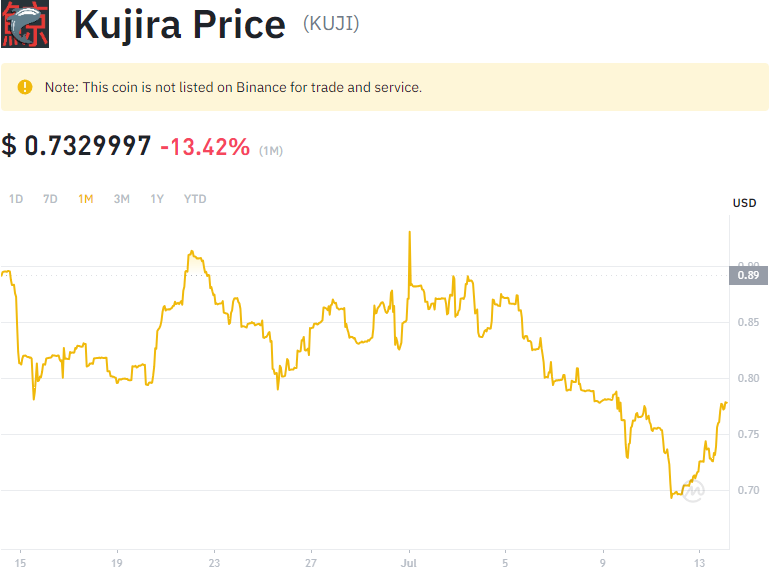 鯨
Kujira Price (KUJI)
Note: This coin is not listed on Binance for trade and service.
$ 0.7329997 -13.42% (1M)
1D 7D 1M 3M 1Y YTD
USD
0.90
0.89
0.85
0.80
0.75
0.70
15 19 23 27 Jul 5 9 13